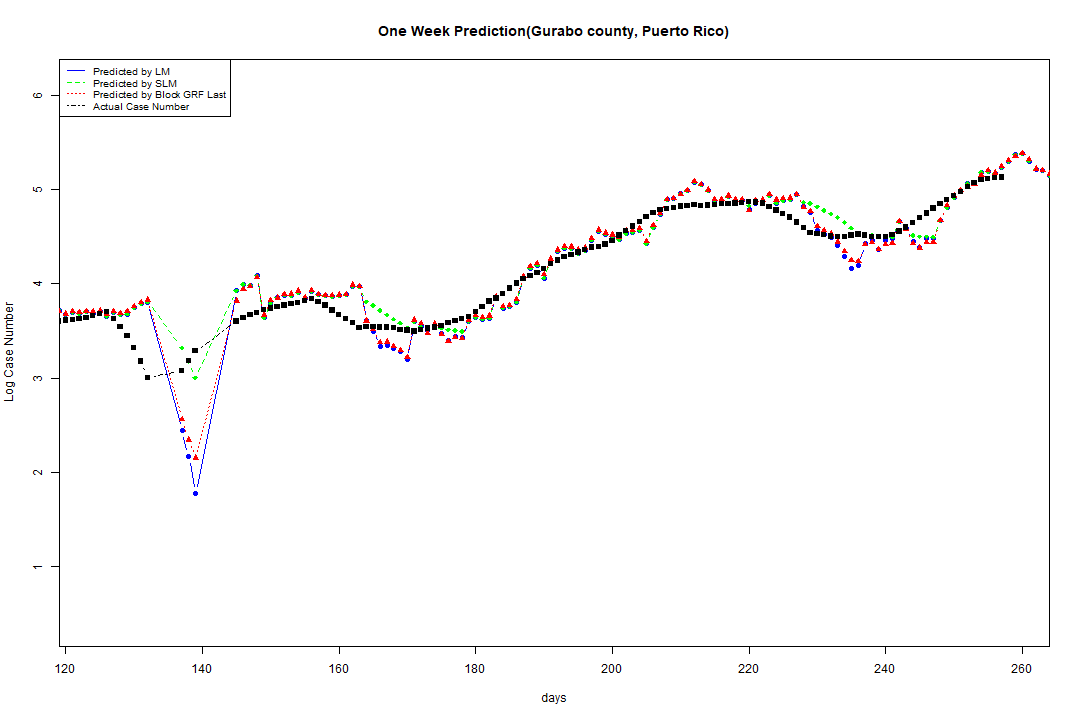 One Week Prediction(Gurabo county, Puerto Rico)
Predicted by LM
Predicted by SLM
Predicted by Block GRF Last
Actual Case Number
6
5
4
3
2
1
Log Case Number
120 140 160 180 200 220 240 260
days